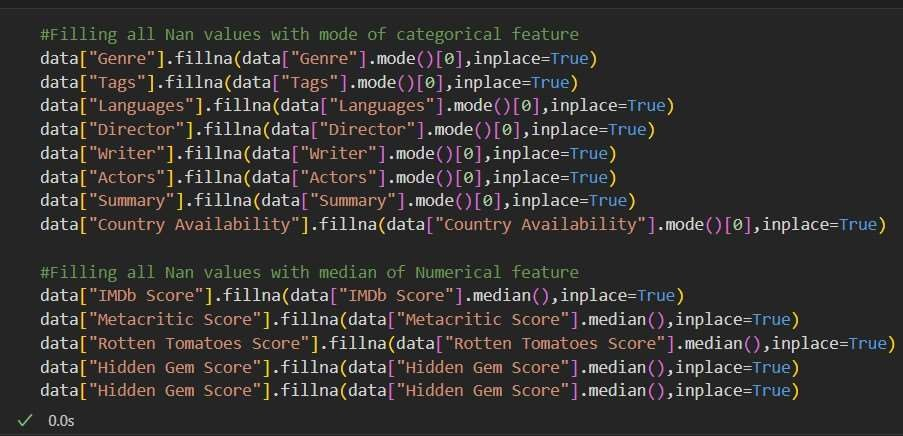 #Filling all Nan values with mode of categorical feature
data["Genre"].fillna(data["Genre"].mode()[0],inplace=True)
data["Tags"].fillna(data["Tags"].mode()[0],inplace=True)
data["Languages"].fillna(data["Languages"].mode()[0],inplace=True)
data["Director"].fillna(data["Director"].mode()[0],inplace=True)
data["Writer"].fillna(data["Writer"].mode()[0],inplace=True)
data["Actors"].fillna(data["Actors"].mode()[0],inplace=True)
data["Summary"].fillna(data["Summary"].mode()[0],inplace=True)
data["Country Availability"].fillna(data["Country Availability"].mode()[0],inplace=True)
#Filling all Nan values with median of Numerical feature
data["IMDb Score"].fillna(data["IMDb Score"].median(),inplace=True)
data["Metacritic Score"].fillna(data["Metacritic Score"].median(),inplace=True)
data["Rotten Tomatoes Score"].fillna(data["Rotten Tomatoes Score"].median(),inplace=True)
data["Hidden Gem Score"].fillna(data["Hidden Gem Score"].median(),inplace=True)
data["Hidden Gem Score"].fillna(data["Hidden Gem Score"].median(),inplace=True)
0.0s